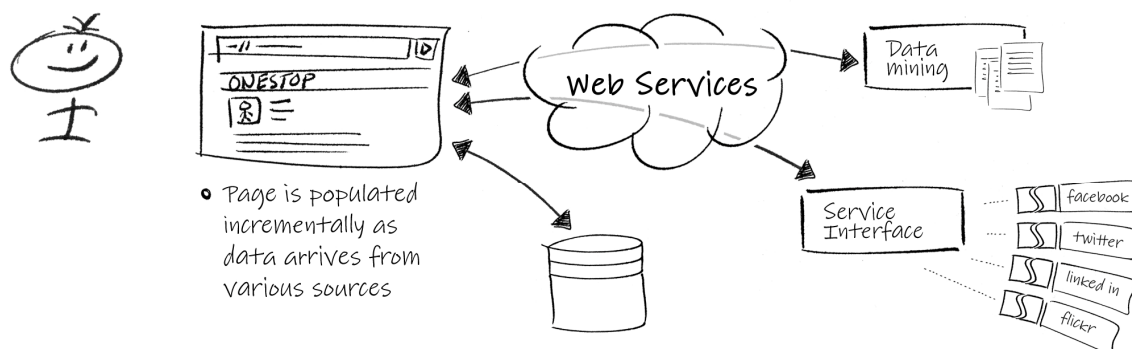 ONESTOP
Page is populated
incrementally as
data arrives from
various sources
Web Services
Data
mining
Service
Interface
facebook
twitter
linked in
flickr